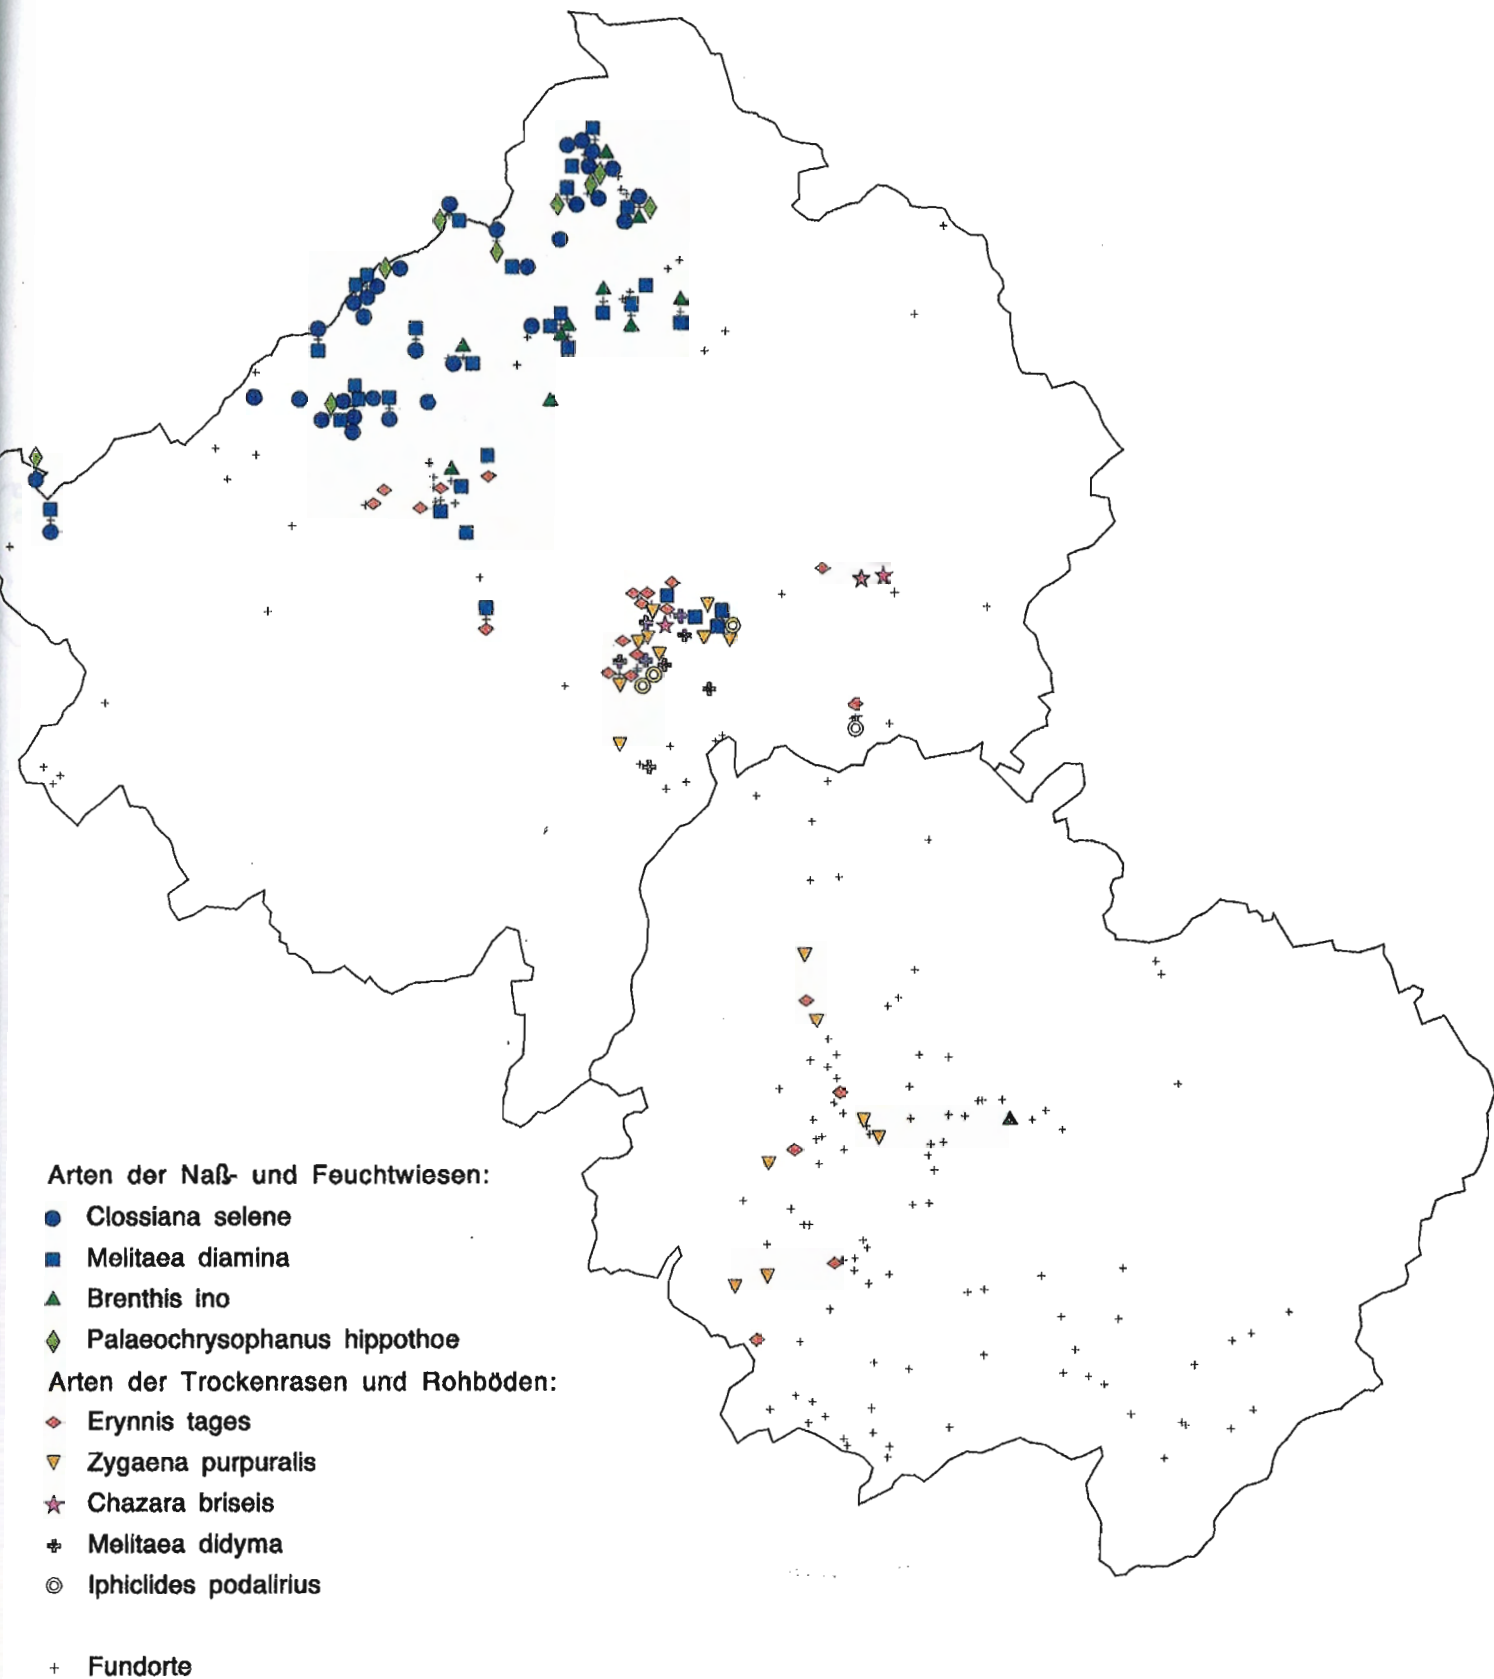 Arten der Naß- und Feuchtwiesen:
Clossiana selene
Melitaea diamina
Brenthis ino
Palaeochrysophanus hippothoe
Arten der Trockenrasen und Rohböden:
Erynnis tages
Zygaena purpuralis
Chazara briseis
Melitaea didyma
Iphiclides podalirius
Fundorte